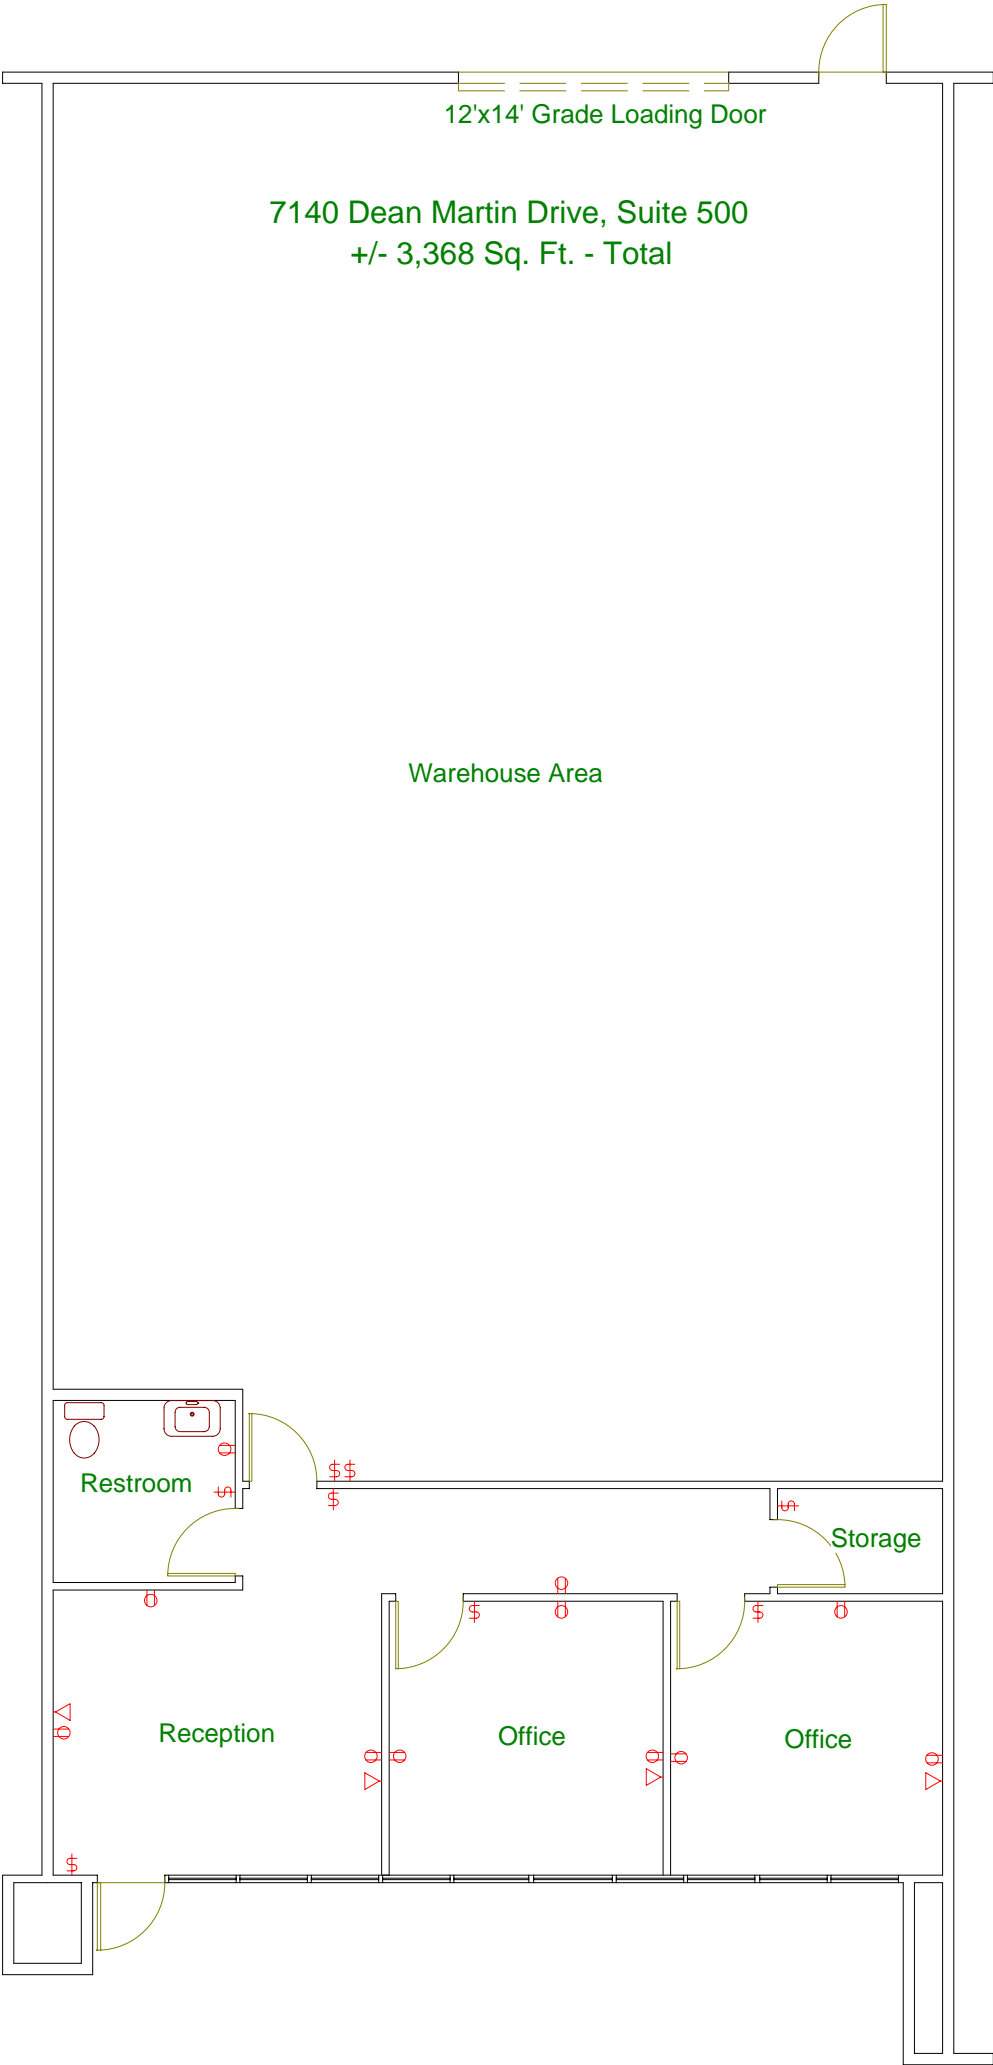 12'x14' Grade Loading Door
7140 Dean Martin Drive, Suite 500
+/- 3,368 Sq. Ft. - Total
Warehouse Area
$$
$
Restroom
$
$
Storage
$
$
Reception
Office
Office
$